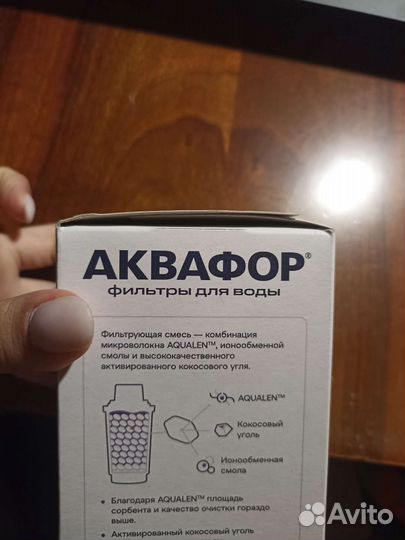 АКВАФОР®
фильтры для воды
Фильтрующая смесь — комбинация
микроволокна AQUALEN™, ионообменной
смолы и высококачественного
активированного кокосового угля.
AQUALEN™
Кокосовый
уголь
Ионообменная
смола
• Благодаря AQUALEN™ площадь
сорбента и качество очистки гораздо
выше.
• Активированный кокосовый уголь
Avito